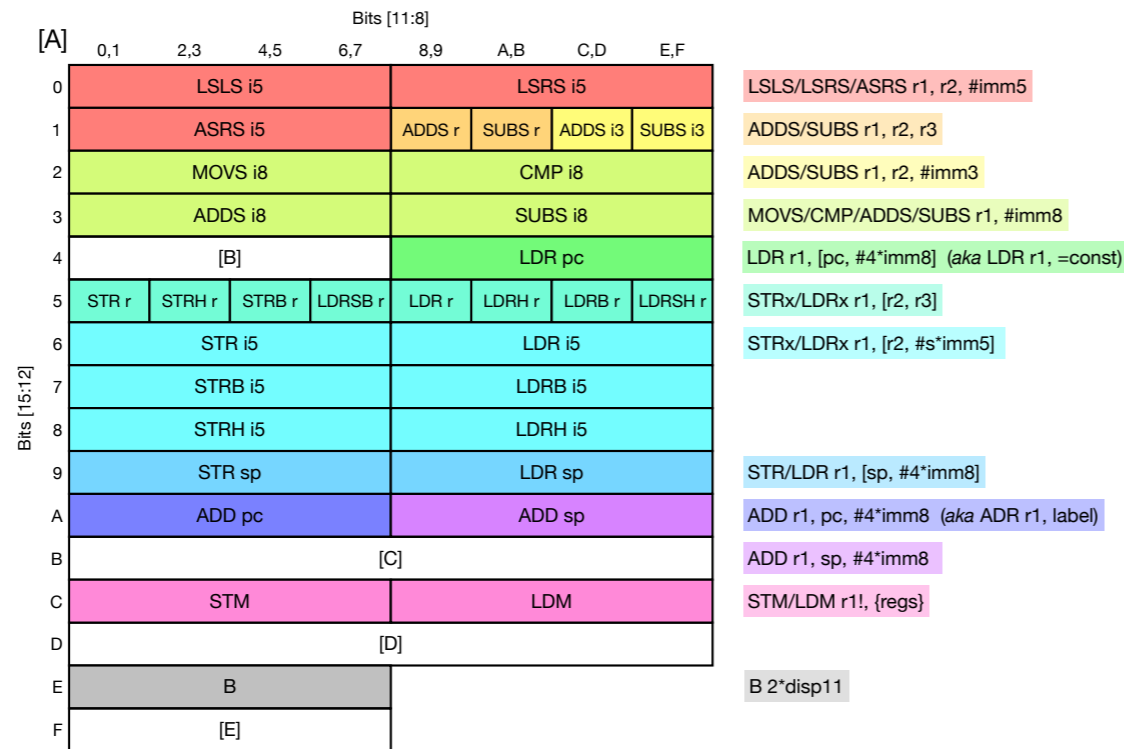 Bits [11:8]
[A]
0,1 2,3 4,5 6,7 8,9 A,B C,D E,F
0 LSLS i5 LSRS i5 LSLS/LSRS/ASRS r1, r2, #imm5
1 ASRS i5 ADDS r SUBS r ADDS i3 SUBS i3 ADDS/SUBS r1, r2, r3
2 MOVS i8 CMP i8 ADDS/SUBS r1, r2, #imm3
3 ADDS i8 SUBS i8 MOVS/CMP/ADDS/SUBS r1, #imm8
4 [B] LDR pc LDR r1, [pc, #4*imm8] (aka LDR r1, =const)
5 STR r STRH r STRB r LDRSB r LDR r LDRH r LDRB r LDRSH r STRx/LDRx r1, [r2, r3]
6 STR i5 LDR i5 STRx/LDRx r1, [r2, #s*imm5]
Bits [15:12]
7 STRB i5 LDRB i5
8 STRH i5 LDRH i5
9 STR sp LDR sp STR/LDR r1, [sp, #4*imm8]
A ADD pc ADD sp ADD r1, pc, #4*imm8 (aka ADR r1, label)
B [C] ADD r1, sp, #4*imm8
C STM LDM STM/LDM r1!, {regs}
D [D]
E B B 2*disp11
F [E]